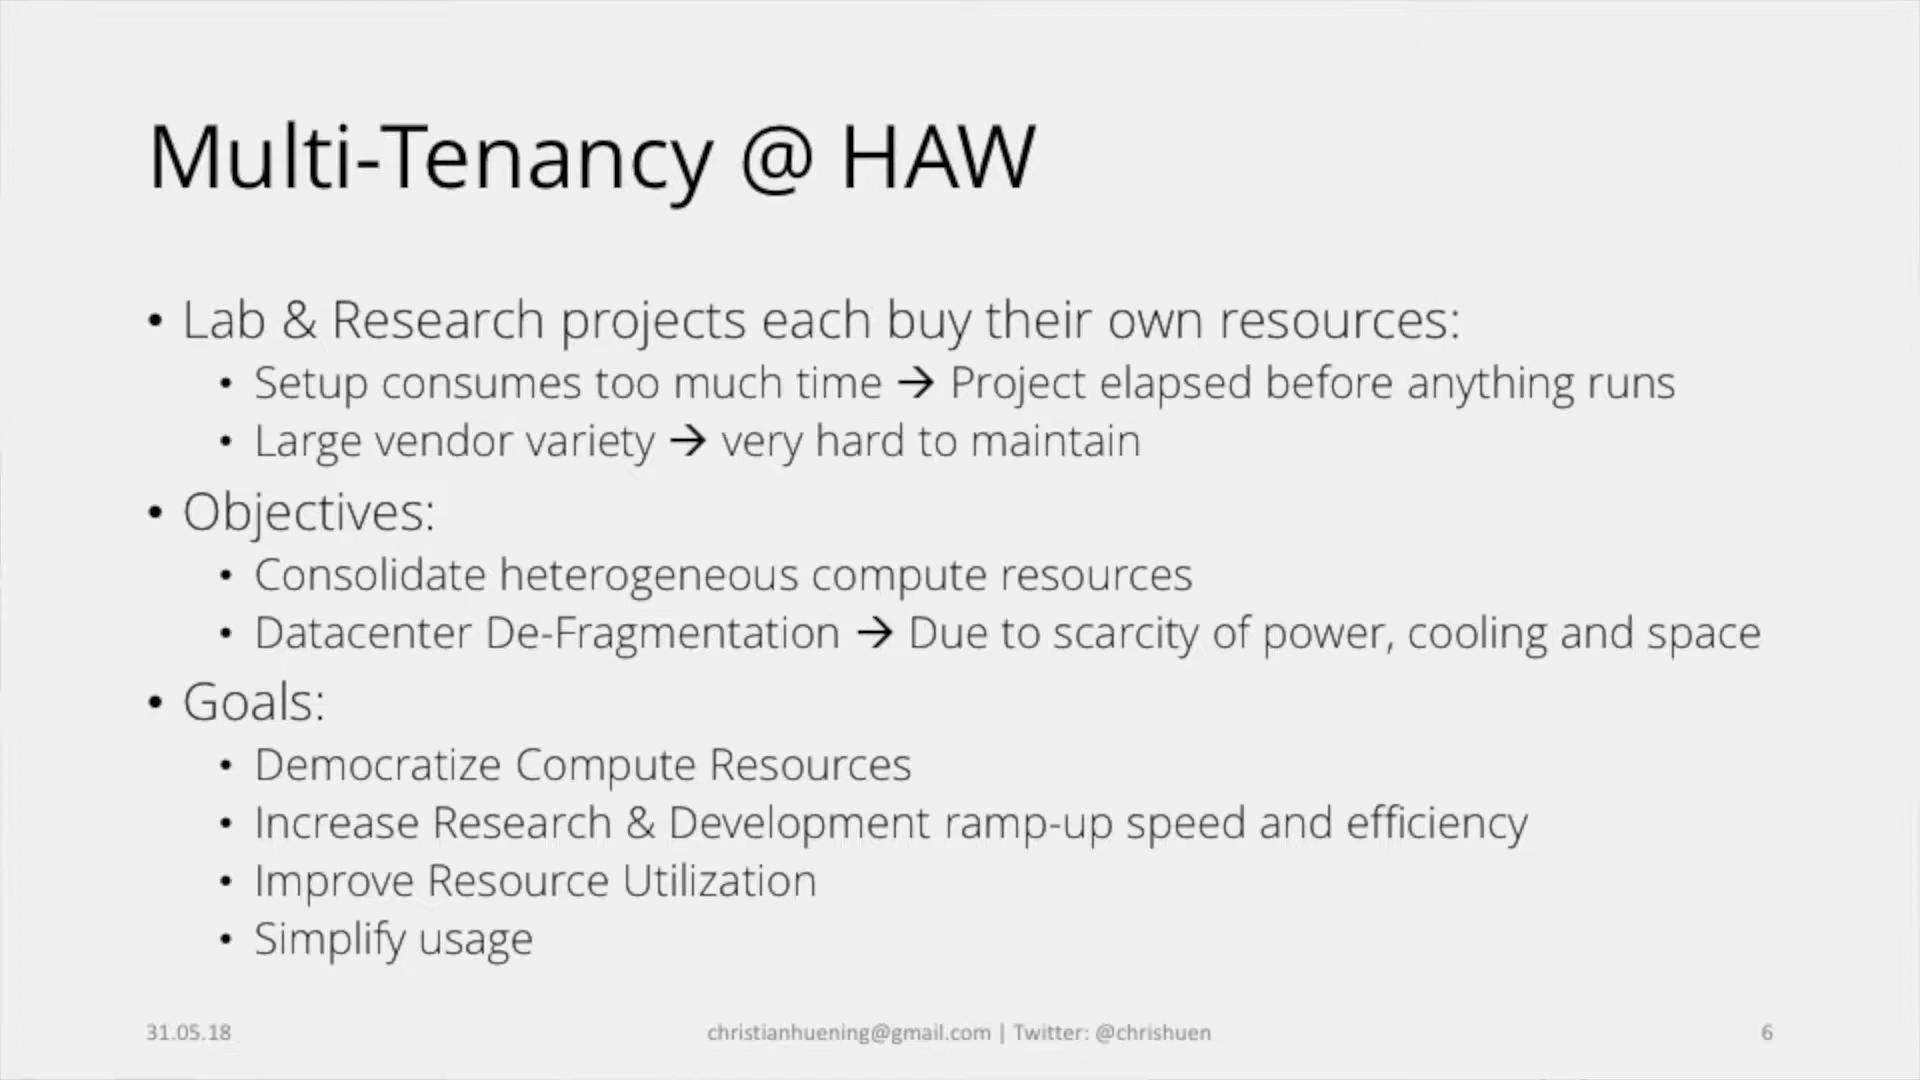 Multi-Tenancy @ HAW
• Lab & Research projects each buy their own resources:
• Setup consumes too much time → Project elapsed before anything runs
• Large vendor variety → very hard to maintain
• Objectives:
• Consolidate heterogeneous compute resources
• Datacenter De-Fragmentation → Due to scarcity of power, cooling and space
• Goals:
• Democratize Compute Resources
• Increase Research & Development ramp-up speed and efficiency
• Improve Resource Utilization
• Simplify usage
31.05.18 christianhuening@gmail.com | Twitter: @chrishuen 6